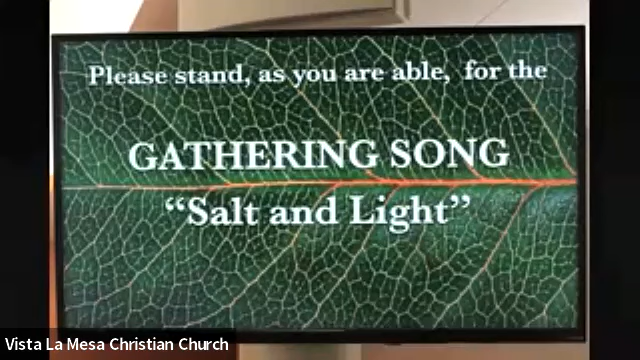 Please stand, as you are able, for the
GATHERING SONG
“Salt and Light”
Vista La Mesa Christian Church